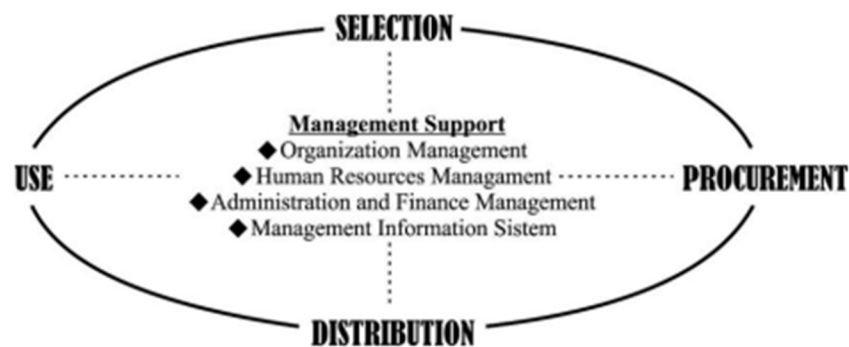 SELECTION
Management Support
◆Organization Management
USE
◆Human Resources Managament
PROCUREMENT
◆Administration and Finance Management
◆Management Information Sistem
DISTRIBUTION